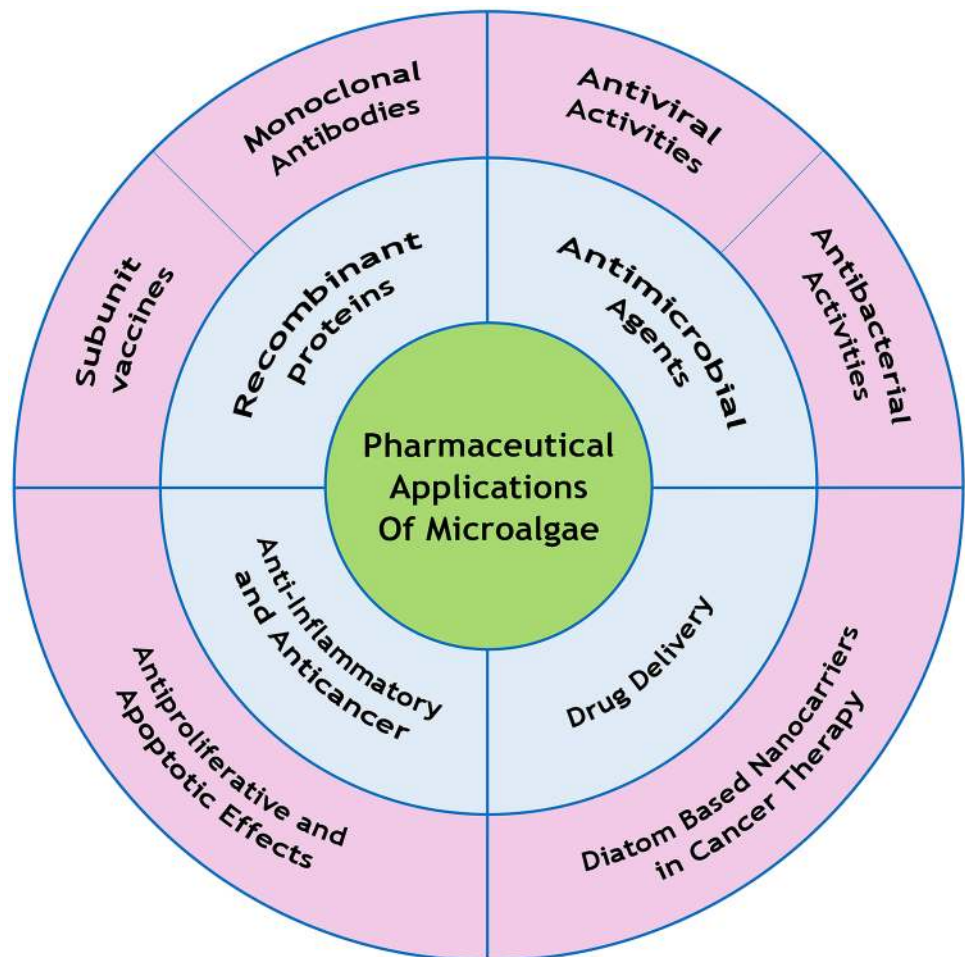 Monoclonal
Antibodies
Antiviral
Activities
Subunit
vaccines
Recombinant
proteins
Antimicrobial
Agents
Antibacterial
Activities
Pharmaceutical
Applications
Of Microalgae
Anti-Inflammatory
and Anticancer
Drug Delivery
Antiproliferative and
Apoptotic Effects
Diatom Based Nanocarriers
in Cancer Therapy